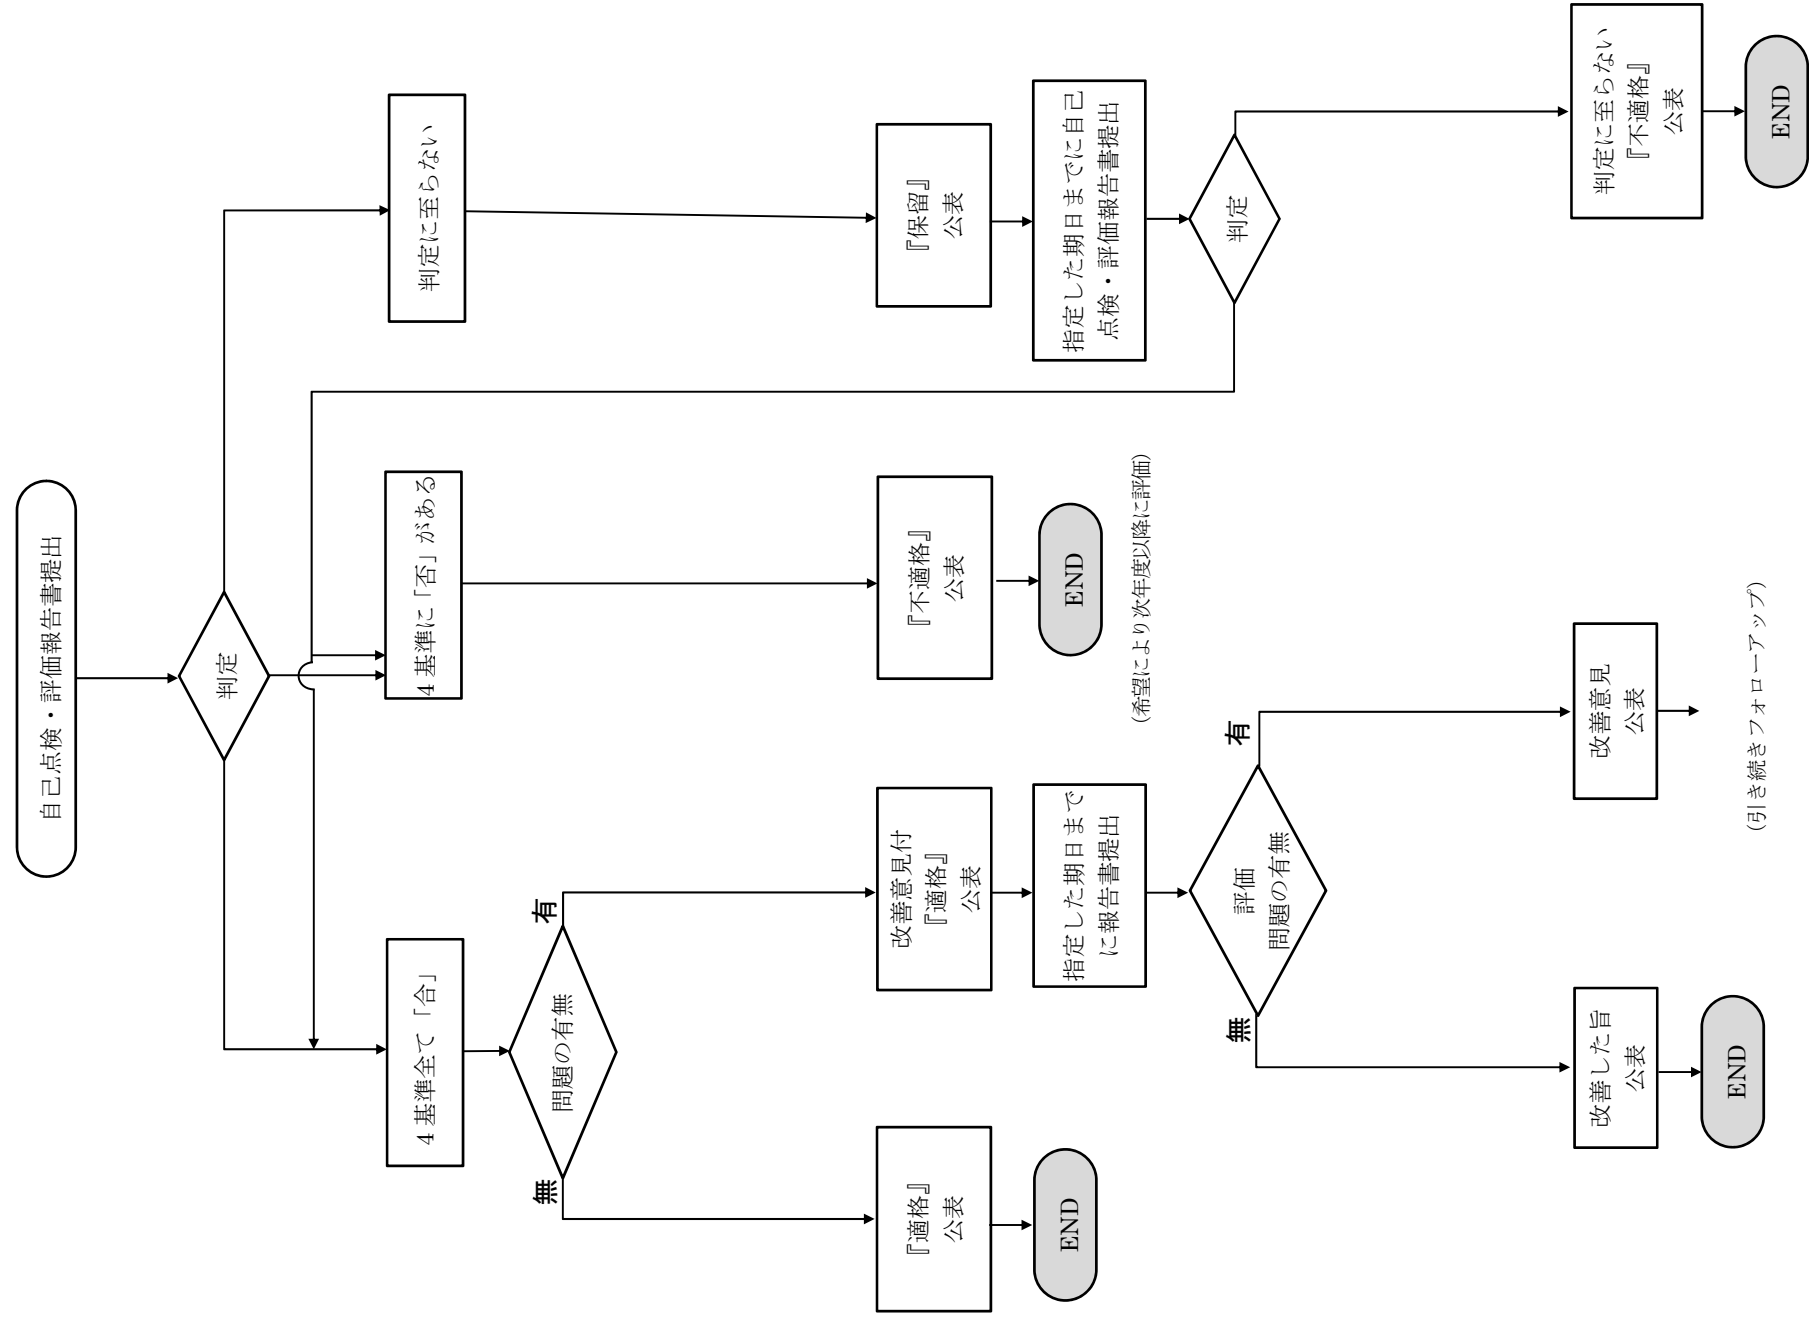 自己点検・評価報告書提出
判定
4 基準全て「合」
4 基準に「否」がある
判定に至らない
問題の有無
無
有
『適格』
公表
改善意見付
『適格』
公表
『不適格』
公表
『保留』
公表
END
指定した期日まで
に報告書提出
END
(希望により次年度以降に評価)
指定した期日までに自己
点検・評価報告書提出
評価
問題の有無
無
有
判定
改善した旨
公表
改善意見
公表
判定に至らない
『不適格』
公表
END
(引き続きフォローアップ)
END